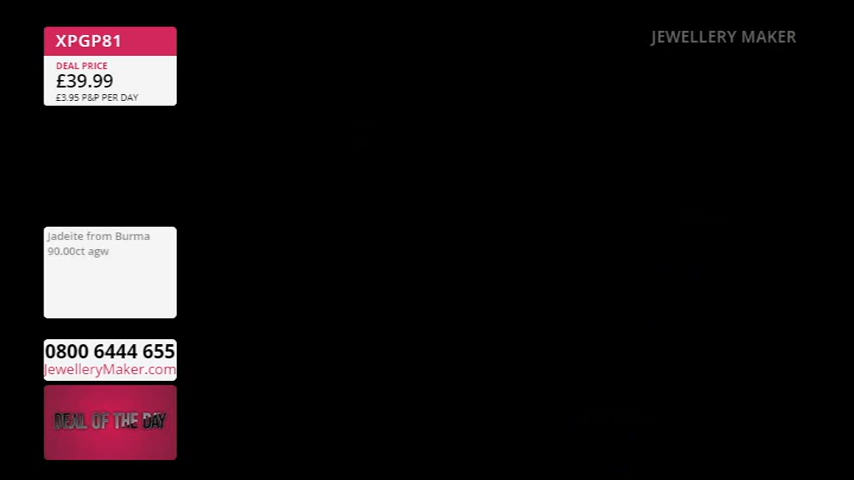 XPGP81
DEAL PRICE
£39.99
£3.95 P&P PER DAY
JEWELLERY MAKER
Jadeite from Burma
90.00ct agw
0800 6444 655
JewelleryMaker.com
DEAL OF THE DAY